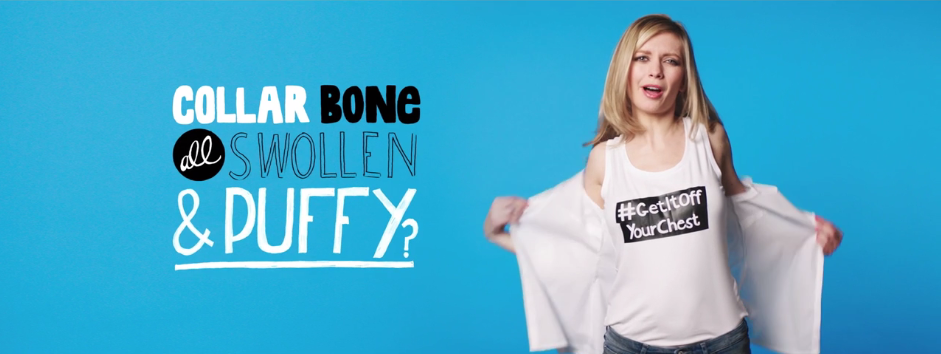 COLLAR BONE
all SWOLLEN
& PUFFY?
#GetItOff
YourChest